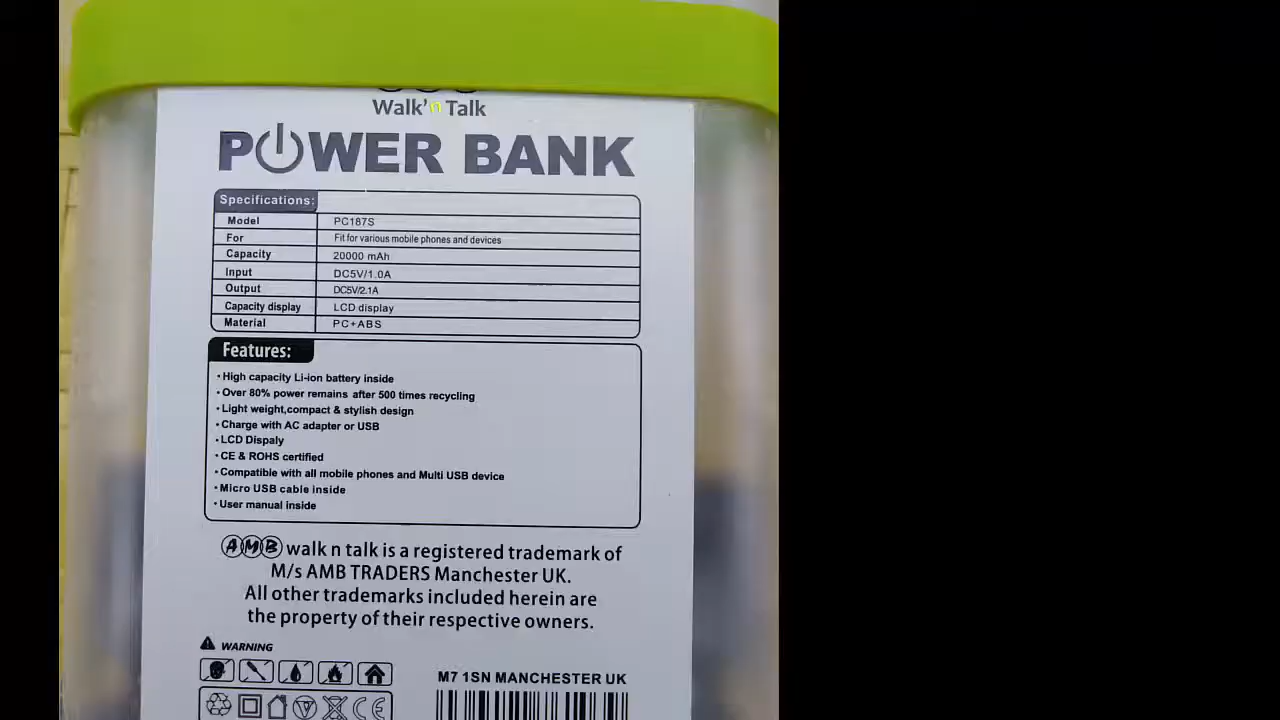 Walk'n Talk
POWER BANK
Specifications:
Model PC187S
For Fit for various mobile phones and devices
Capacity 20000 mAh
Input DC5V/1.0A
Output DC5V/2.1A
Capacity display LCD display
Material PC+ABS
Features:
• High capacity Li-ion battery inside
• Over 80% power remains after 500 times recycling
• Light weight,compact & stylish design
• Charge with AC adapter or USB
• LCD Dispaly
• CE & ROHS certified
• Compatible with all mobile phones and Multi USB device
• Micro USB cable inside
• User manual inside
AMB walk n talk is a registered trademark of
M/s AMB TRADERS Manchester UK.
All other trademarks included herein are
the property of their respective owners.
WARNING
M7 1SN MANCHESTER UK
CE